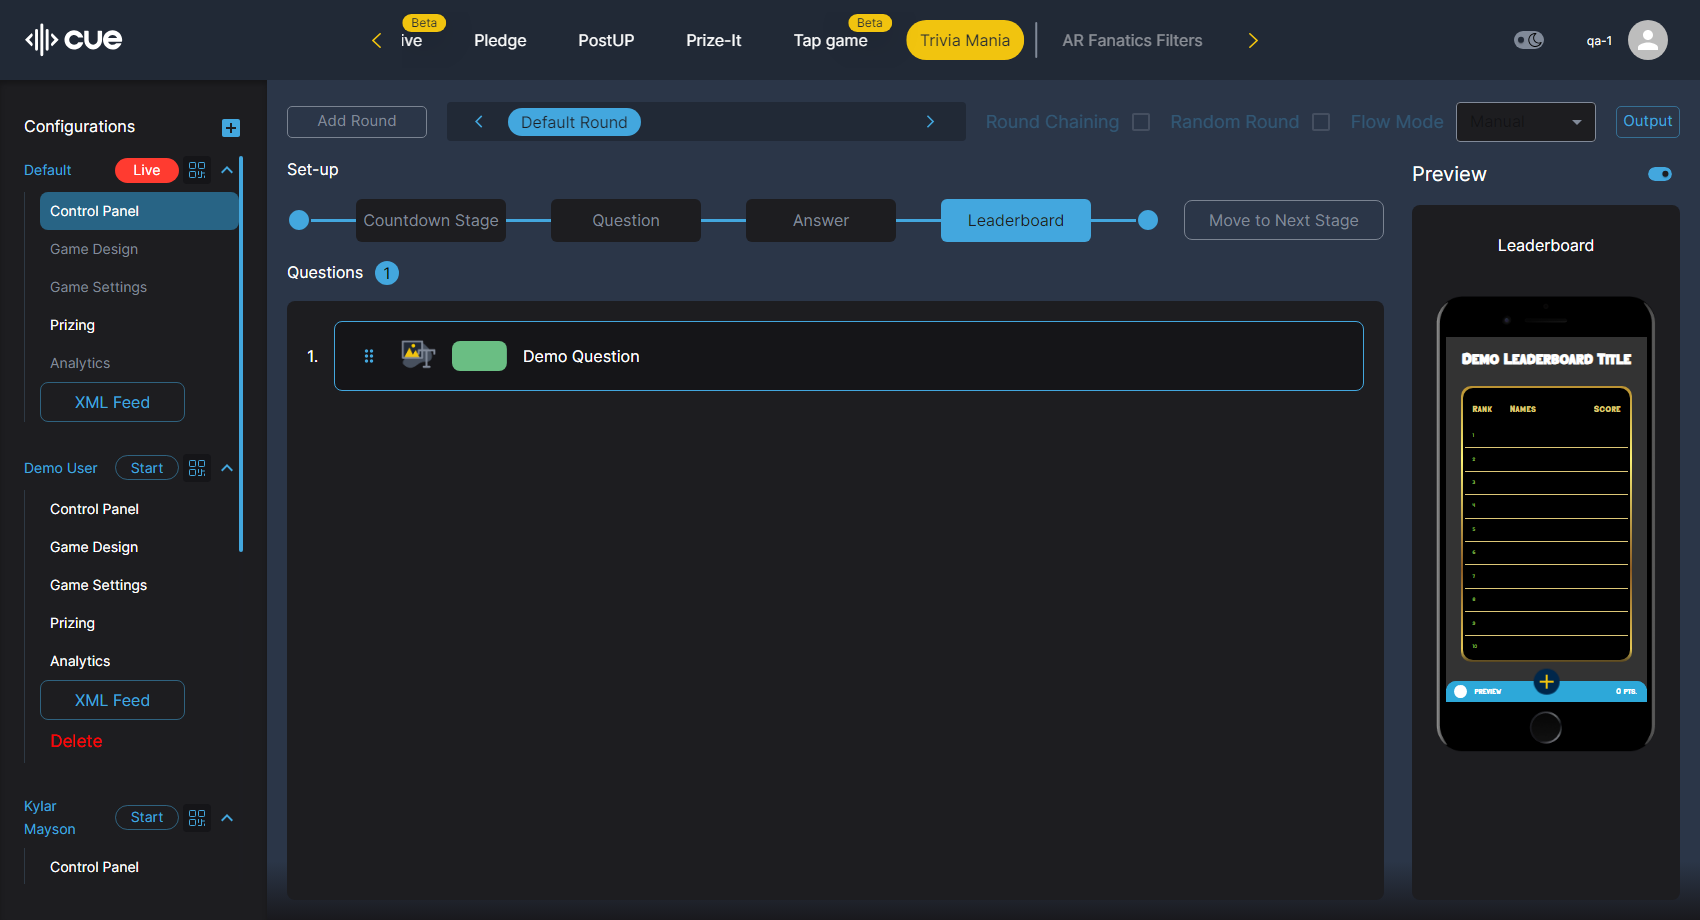 cue
Beta
ive
Pledge
PostUP
Prize-It
Beta
Tap game
Trivia Mania
AR Fanatics Filters
qa-1
Configurations
Default
Live
Control Panel
Game Design
Game Settings
Prizing
Analytics
XML Feed
Demo User
Start
Control Panel
Game Design
Game Settings
Prizing
Analytics
XML Feed
Delete
Kylar
Mayson
Start
Control Panel
Add Round
Default Round
Round Chaining
Random Round
Flow Mode
Manual
Output
Set-up
Countdown Stage
Question
Answer
Leaderboard
Move to Next Stage
Questions 1
1. Demo Question
Preview
Leaderboard
Demo Leaderboard Title
Rank Names Score
1
2
3
4
5
6
7
8
9
10
PREVIEW
0 PTS.